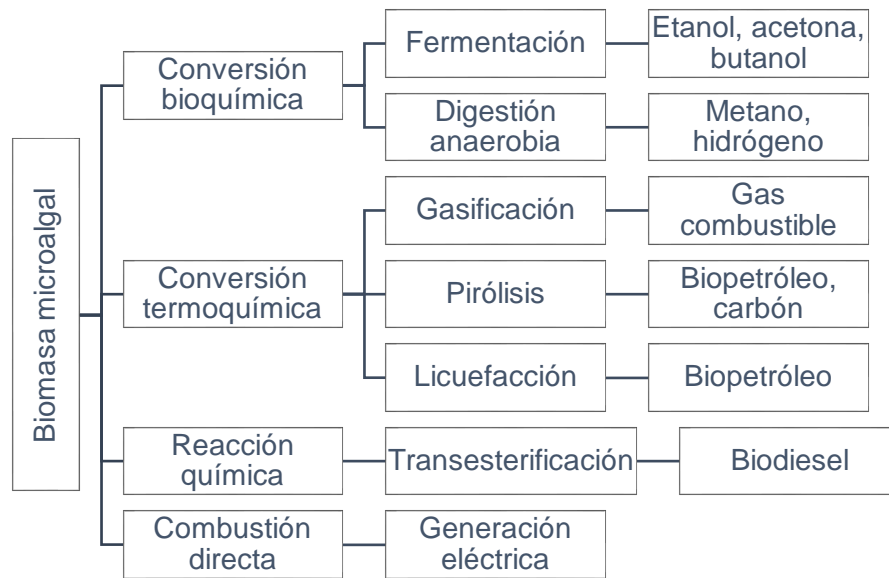 Biomasa microalgal
Conversión
bioquímica
Fermentación
Etanol, acetona,
butanol
Digestión
anaerobia
Metano,
hidrógeno
Conversión
termoquímica
Gasificación
Gas
combustible
Pirólisis
Biopetróleo,
carbón
Licuefacción
Biopetróleo
Reacción
química
Transesterificación
Biodiesel
Combustión
directa
Generación
eléctrica